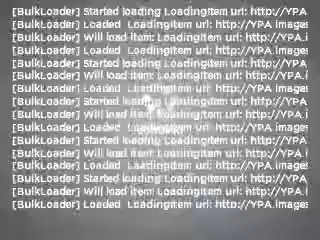 [BulkLoader] Started loading LoadingItem url: http://YPA
[BulkLoader] Loaded LoadingItem url: http://YPA.images
[BulkLoader] Will load item: LoadingItem url: http://YPA.i
[BulkLoader] Loaded LoadingItem url: http://YPA.images
[BulkLoader] Started loading LoadingItem url: http://YPA
[BulkLoader] Will load item: LoadingItem url: http://YPA.i
[BulkLoader] Loaded LoadingItem url: http://YPA.images
[BulkLoader] Started loading LoadingItem url: http://YPA
[BulkLoader] Will load item: LoadingItem url: http://YPA.i
[BulkLoader] Loaded LoadingItem url: http://YPA.images
[BulkLoader] Started loading LoadingItem url: http://YPA
[BulkLoader] Will load item: LoadingItem url: http://YPA.i
[BulkLoader] Loaded LoadingItem url: http://YPA.images
[BulkLoader] Started loading LoadingItem url: http://YPA
[BulkLoader] Will load item: LoadingItem url: http://YPA.i
[BulkLoader] Loaded LoadingItem url: http://YPA.images